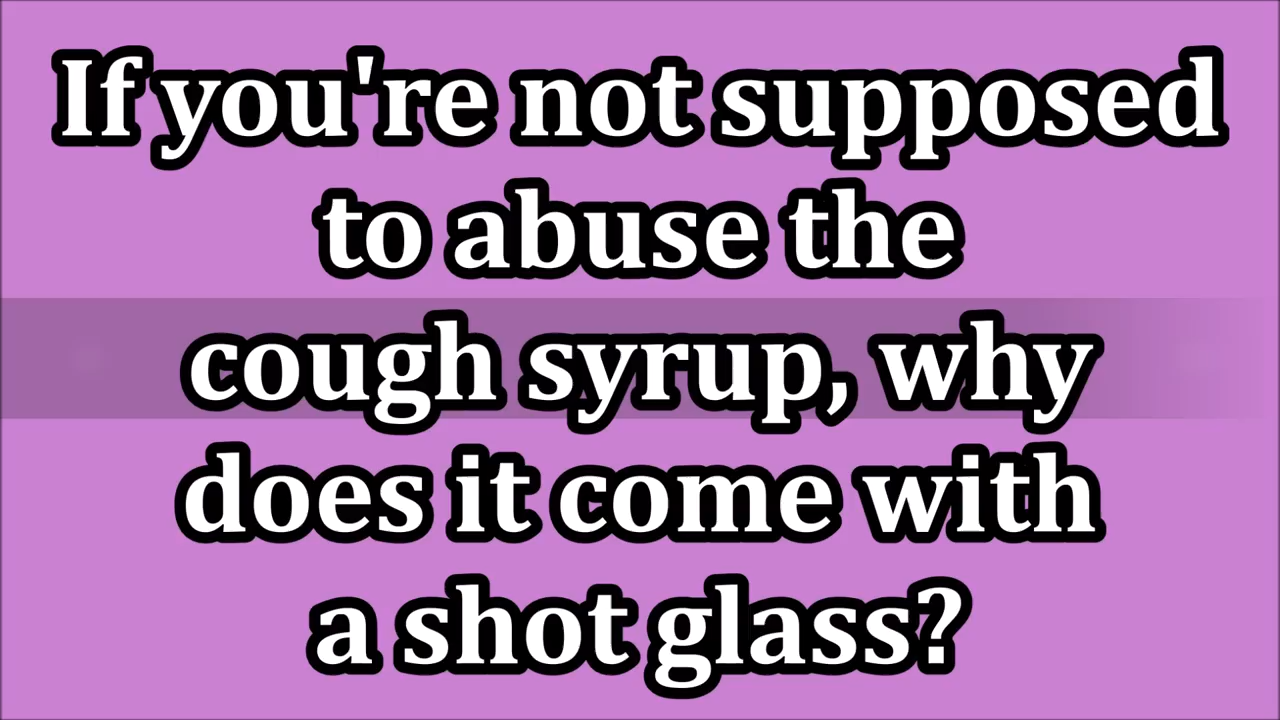 If you're not supposed
to abuse the
cough syrup, why
does it come with
a shot glass?